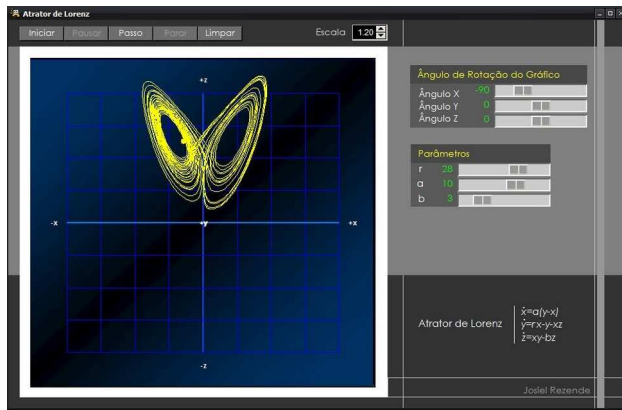 Atrator de Lorenz
Iniciar Pausar Passo Parar Limpar Escala 1.20
Ângulo de Rotação do Gráfico
Ângulo X -90
Ângulo Y 0
Ângulo Z 0
Parâmetros
r 28
a 10
b 3
+z
-x +y +x
-z
Atrator de Lorenz
ẋ=a(y-x)
ẏ=rx-y-xz
ż=xy-bz
Josiel Rezende